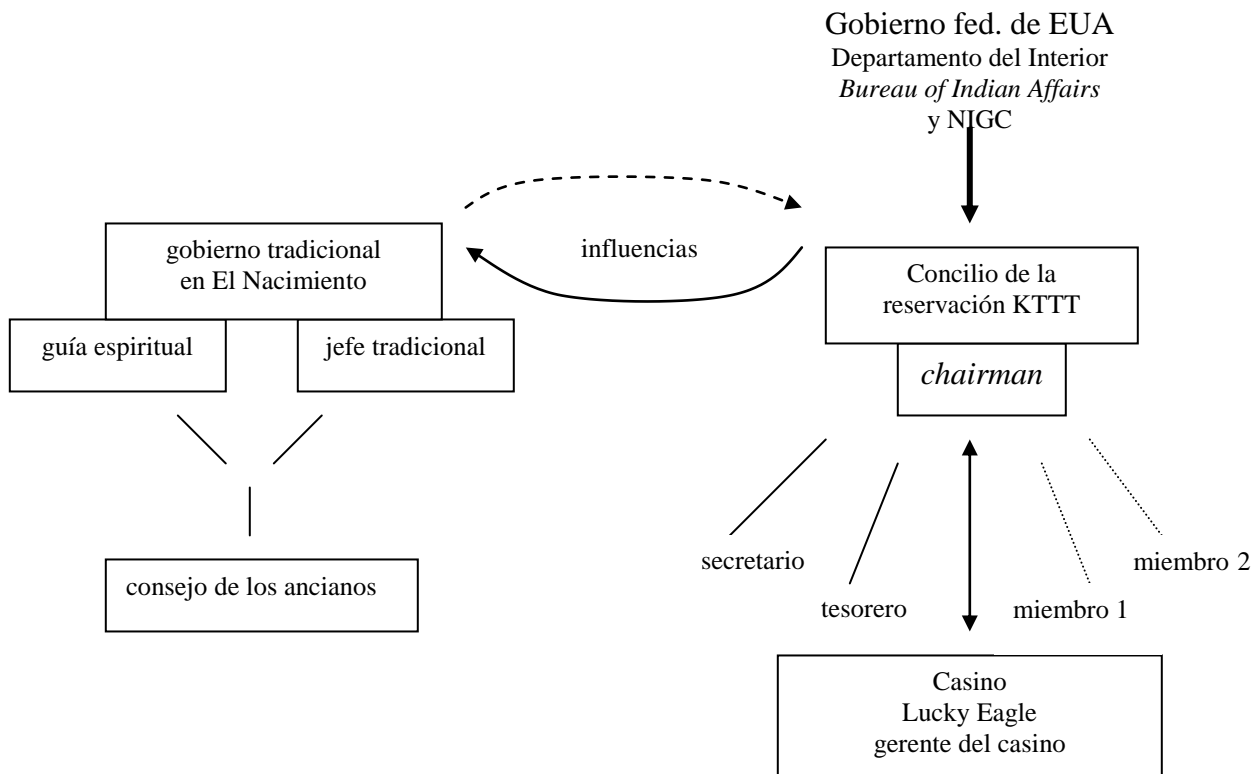 Gobierno fed. de EUA
Departamento del Interior
Bureau of Indian Affairs
y NIGC
influencias
gobierno tradicional
en El Nacimiento
guía espiritual
jefe tradicional
consejo de los ancianos
Concilio de la
reservación KTTT
chairman
secretario
tesorero
miembro 1
miembro 2
Casino
Lucky Eagle
gerente del casino